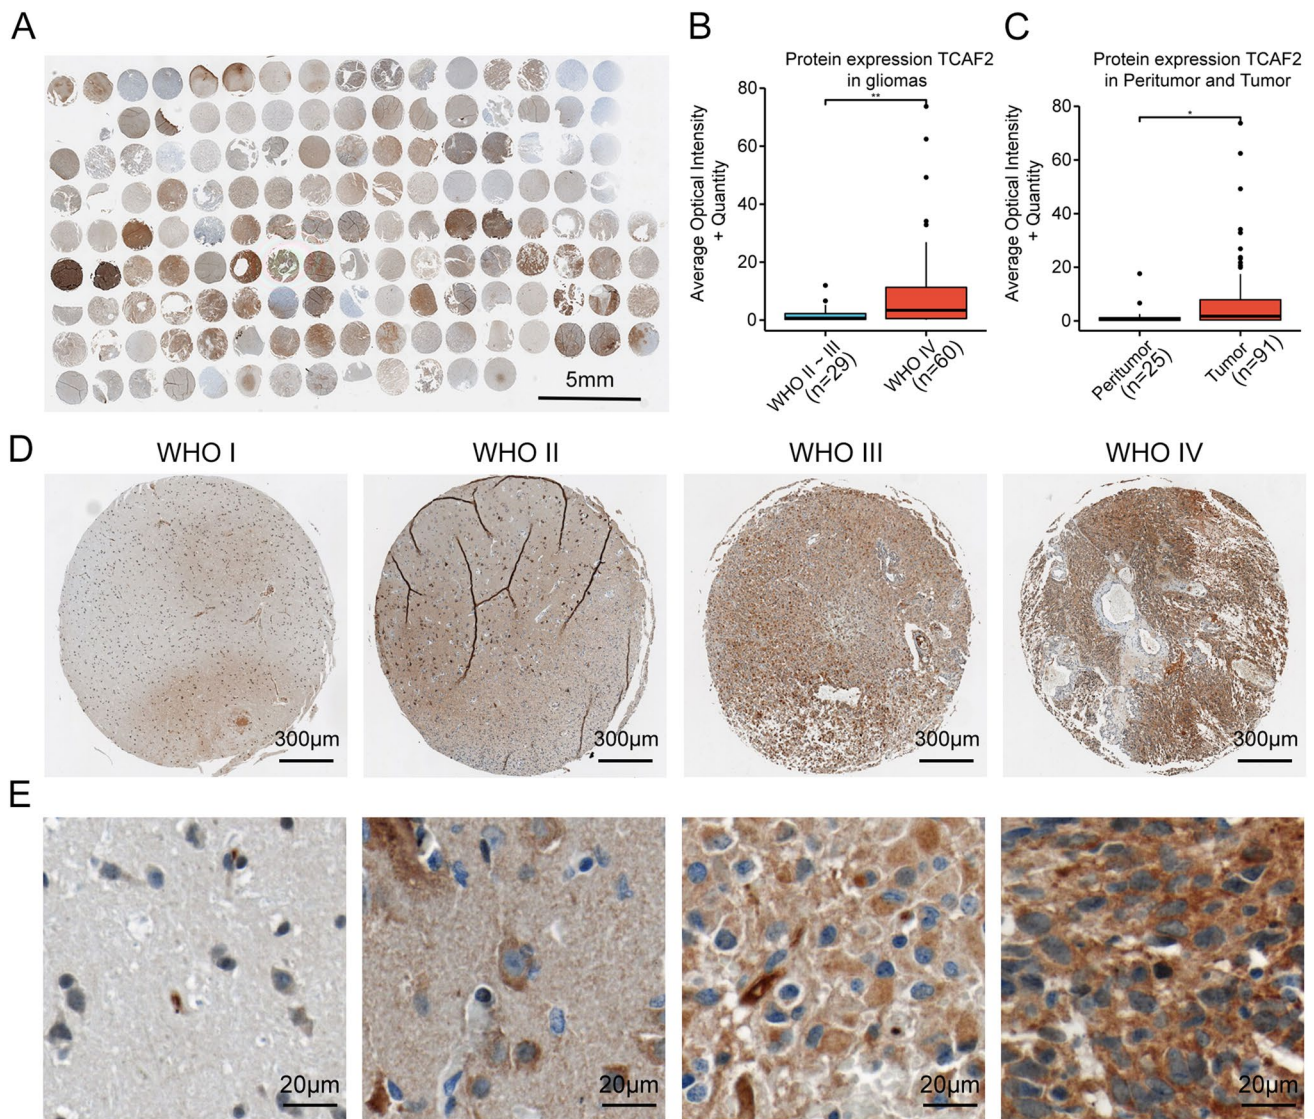 A
B
C
Protein expression TCAF2
in gliomas
Protein expression TCAF2
in Peritumor and Tumor
Average Optical Intensity
+ Quantity
80
60
40
20
0
**
WHO II ~ III
(n=29)
WHO IV
(n=60)
Average Optical Intensity
+ Quantity
80
60
40
20
0
*
Peritumor
(n=25)
Tumor
(n=91)
5mm
D
WHO I
WHO II
WHO III
WHO IV
300μm
300μm
300μm
300μm
E
20μm
20μm
20μm
20μm